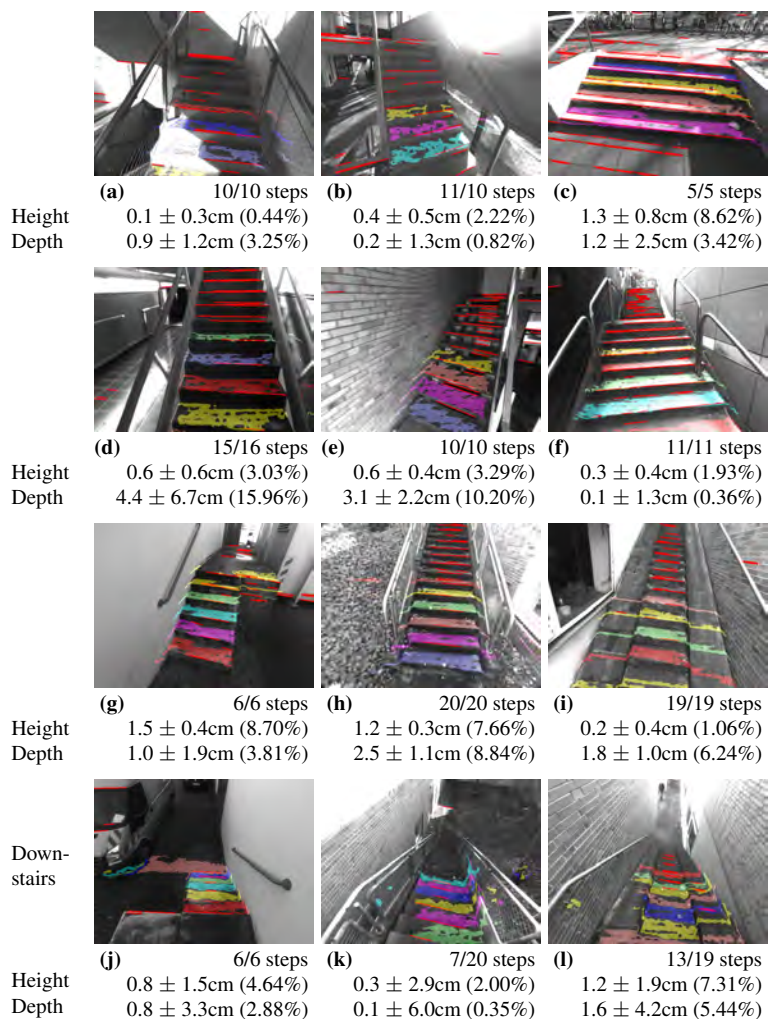 (a) 10/10 steps (b) 11/10 steps (c) 5/5 steps
Height 0.1 ± 0.3cm (0.44%) 0.4 ± 0.5cm (2.22%) 1.3 ± 0.8cm (8.62%)
Depth 0.9 ± 1.2cm (3.25%) 0.2 ± 1.3cm (0.82%) 1.2 ± 2.5cm (3.42%)
(d) 15/16 steps (e) 10/10 steps (f) 11/11 steps
Height 0.6 ± 0.6cm (3.03%) 0.6 ± 0.4cm (3.29%) 0.3 ± 0.4cm (1.93%)
Depth 4.4 ± 6.7cm (15.96%) 3.1 ± 2.2cm (10.20%) 0.1 ± 1.3cm (0.36%)
(g) 6/6 steps (h) 20/20 steps (i) 19/19 steps
Height 1.5 ± 0.4cm (8.70%) 1.2 ± 0.3cm (7.66%) 0.2 ± 0.4cm (1.06%)
Depth 1.0 ± 1.9cm (3.81%) 2.5 ± 1.1cm (8.84%) 1.8 ± 1.0cm (6.24%)
Down-
stairs
(j) 6/6 steps (k) 7/20 steps (l) 13/19 steps
Height 0.8 ± 1.5cm (4.64%) 0.3 ± 2.9cm (2.00%) 1.2 ± 1.9cm (7.31%)
Depth 0.8 ± 3.3cm (2.88%) 0.1 ± 6.0cm (0.35%) 1.6 ± 4.2cm (5.44%)